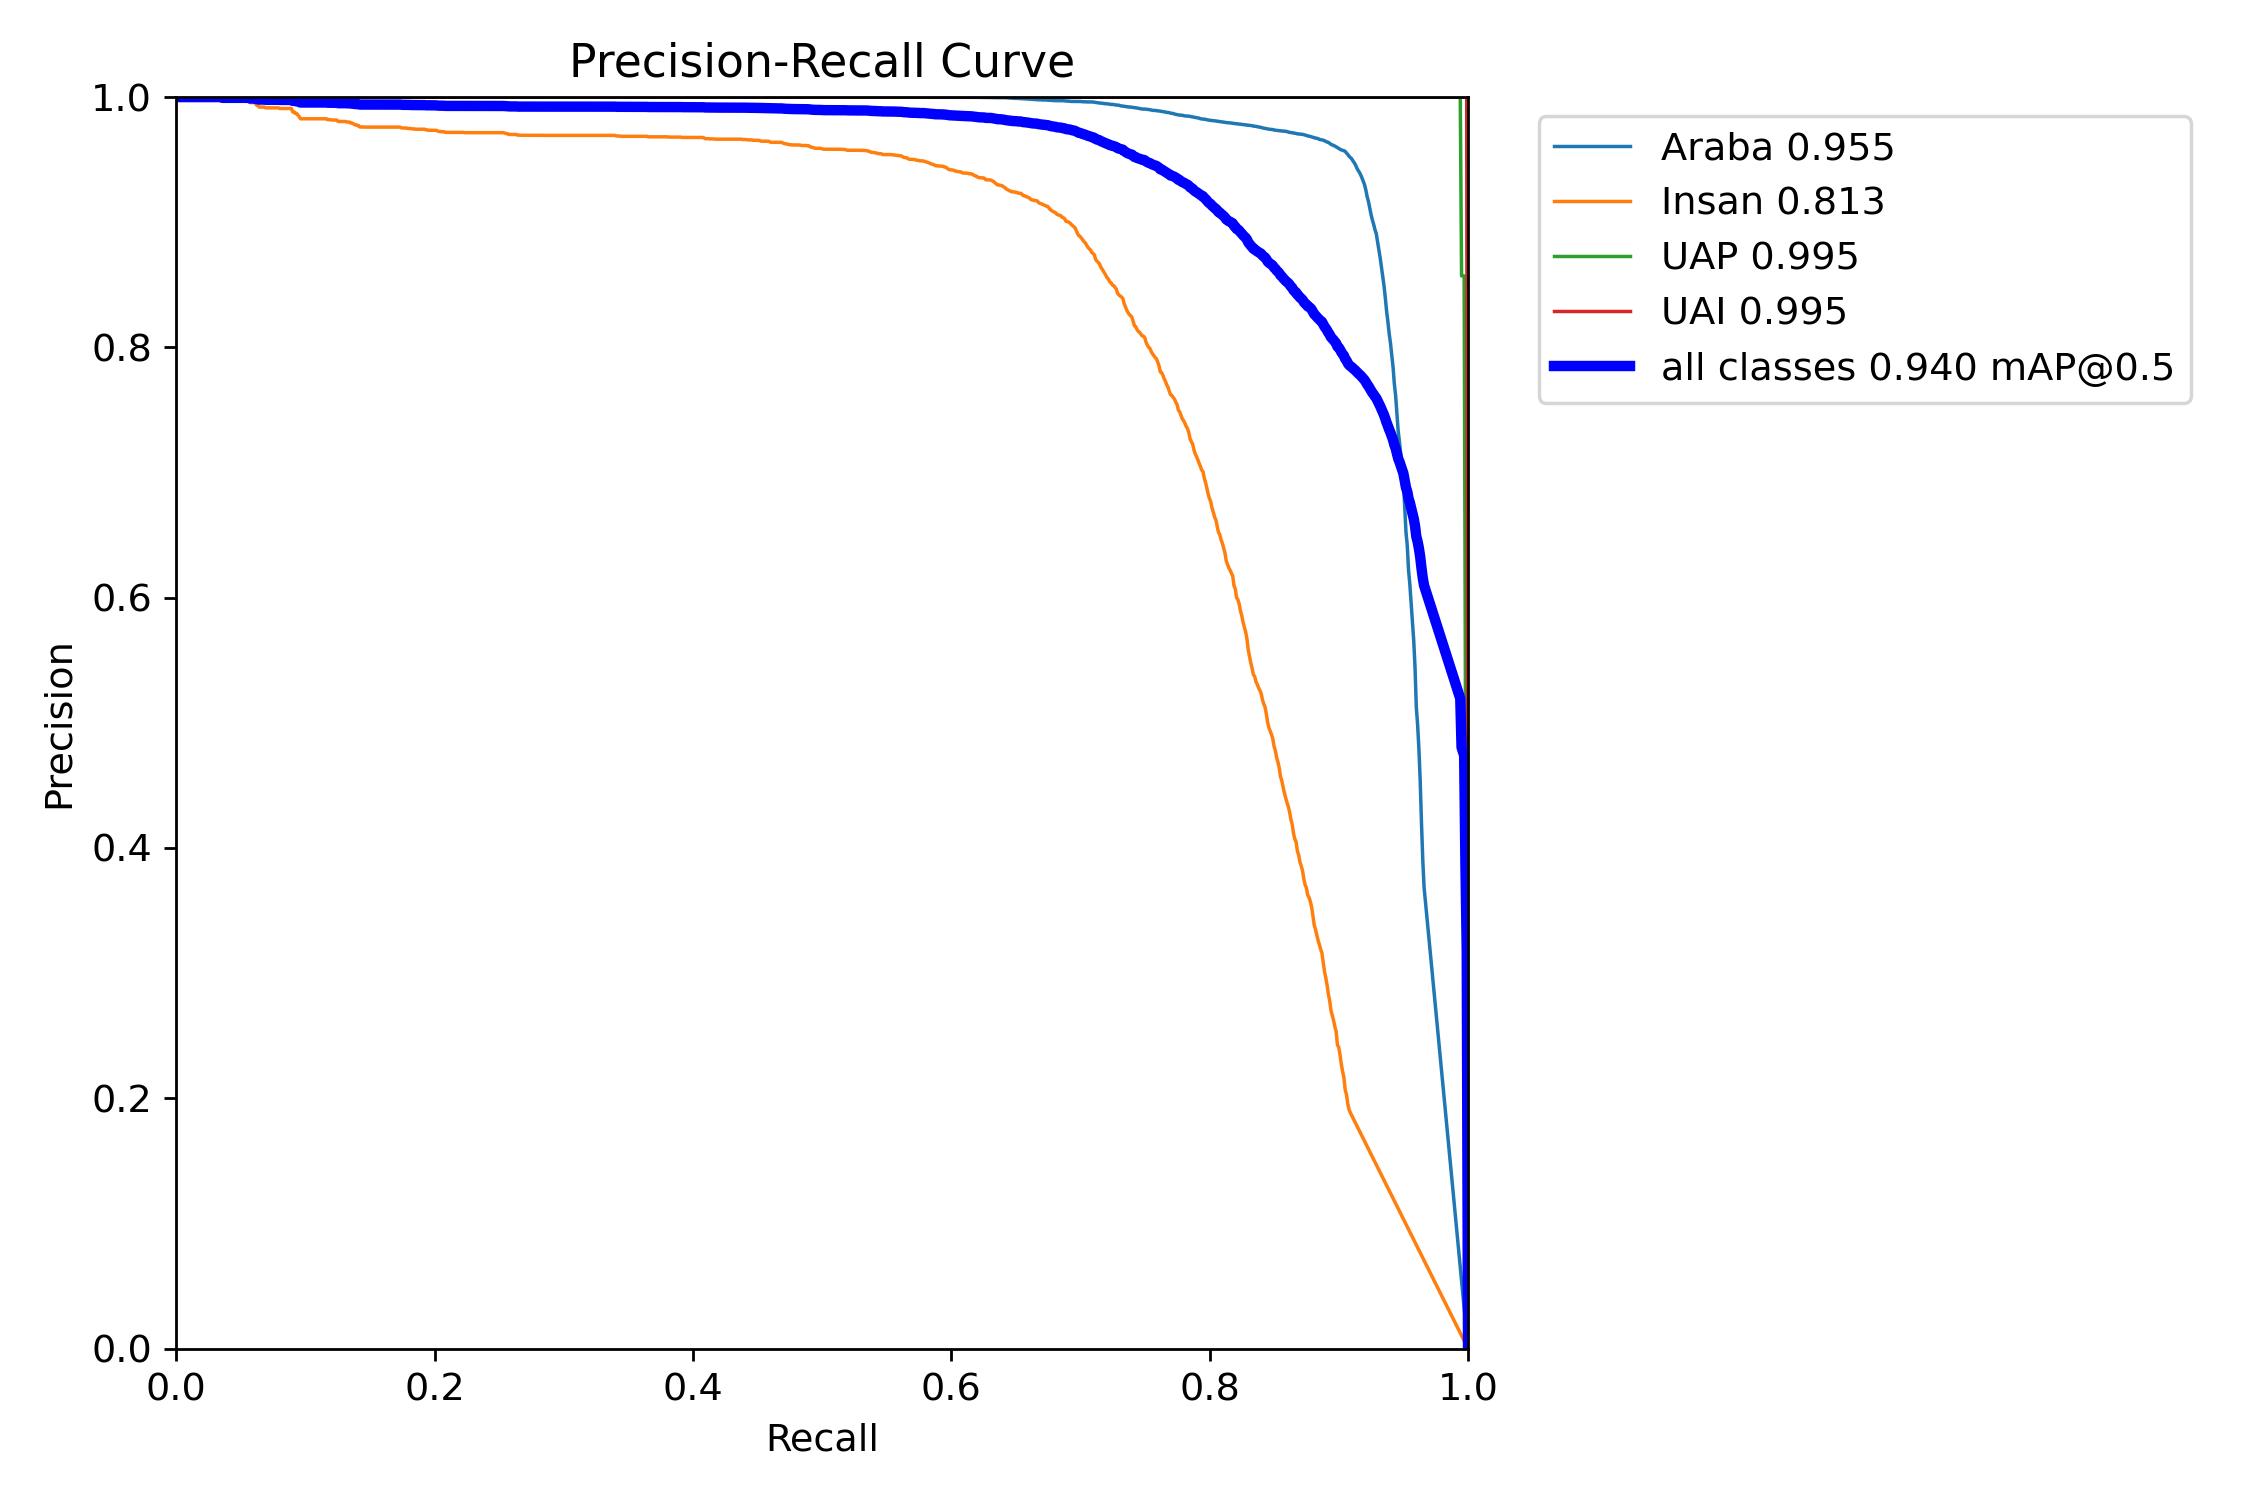 Precision-Recall Curve
1.0
0.8
0.6
0.4
0.2
0.0
Precision
0.0 0.2 0.4 0.6 0.8 1.0
Recall
Araba 0.955
Insan 0.813
UAP 0.995
UAI 0.995
all classes 0.940 mAP@0.5